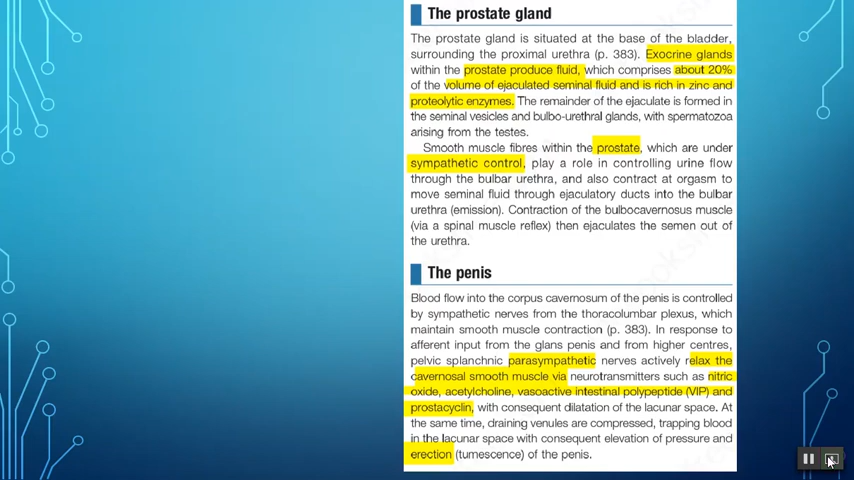 The prostate gland
The prostate gland is situated at the base of the bladder,
surrounding the proximal urethra (p. 383). Exocrine glands
within the prostate produce fluid, which comprises about 20%
of the volume of ejaculated seminal fluid and is rich in zinc and
proteolytic enzymes. The remainder of the ejaculate is formed in
the seminal vesicles and bulbo-urethral glands, with spermatozoa
arising from the testes.
Smooth muscle fibres within the prostate, which are under
sympathetic control, play a role in controlling urine flow
through the bulbar urethra, and also contract at orgasm to
move seminal fluid through ejaculatory ducts into the bulbar
urethra (emission). Contraction of the bulbocavernosus muscle
(via a spinal muscle reflex) then ejaculates the semen out of
the urethra.
The penis
Blood flow into the corpus cavernosum of the penis is controlled
by sympathetic nerves from the thoracolumbar plexus, which
maintain smooth muscle contraction (p. 383). In response to
afferent input from the glans penis and from higher centres,
pelvic splanchnic parasympathetic nerves actively relax the
cavernosal smooth muscle via neurotransmitters such as nitric
oxide, acetylcholine, vasoactive intestinal polypeptide (VIP) and
prostacyclin, with consequent dilatation of the lacunar space. At
the same time, draining venules are compressed, trapping blood
in the lacunar space with consequent elevation of pressure and
erection (tumescence) of the penis.